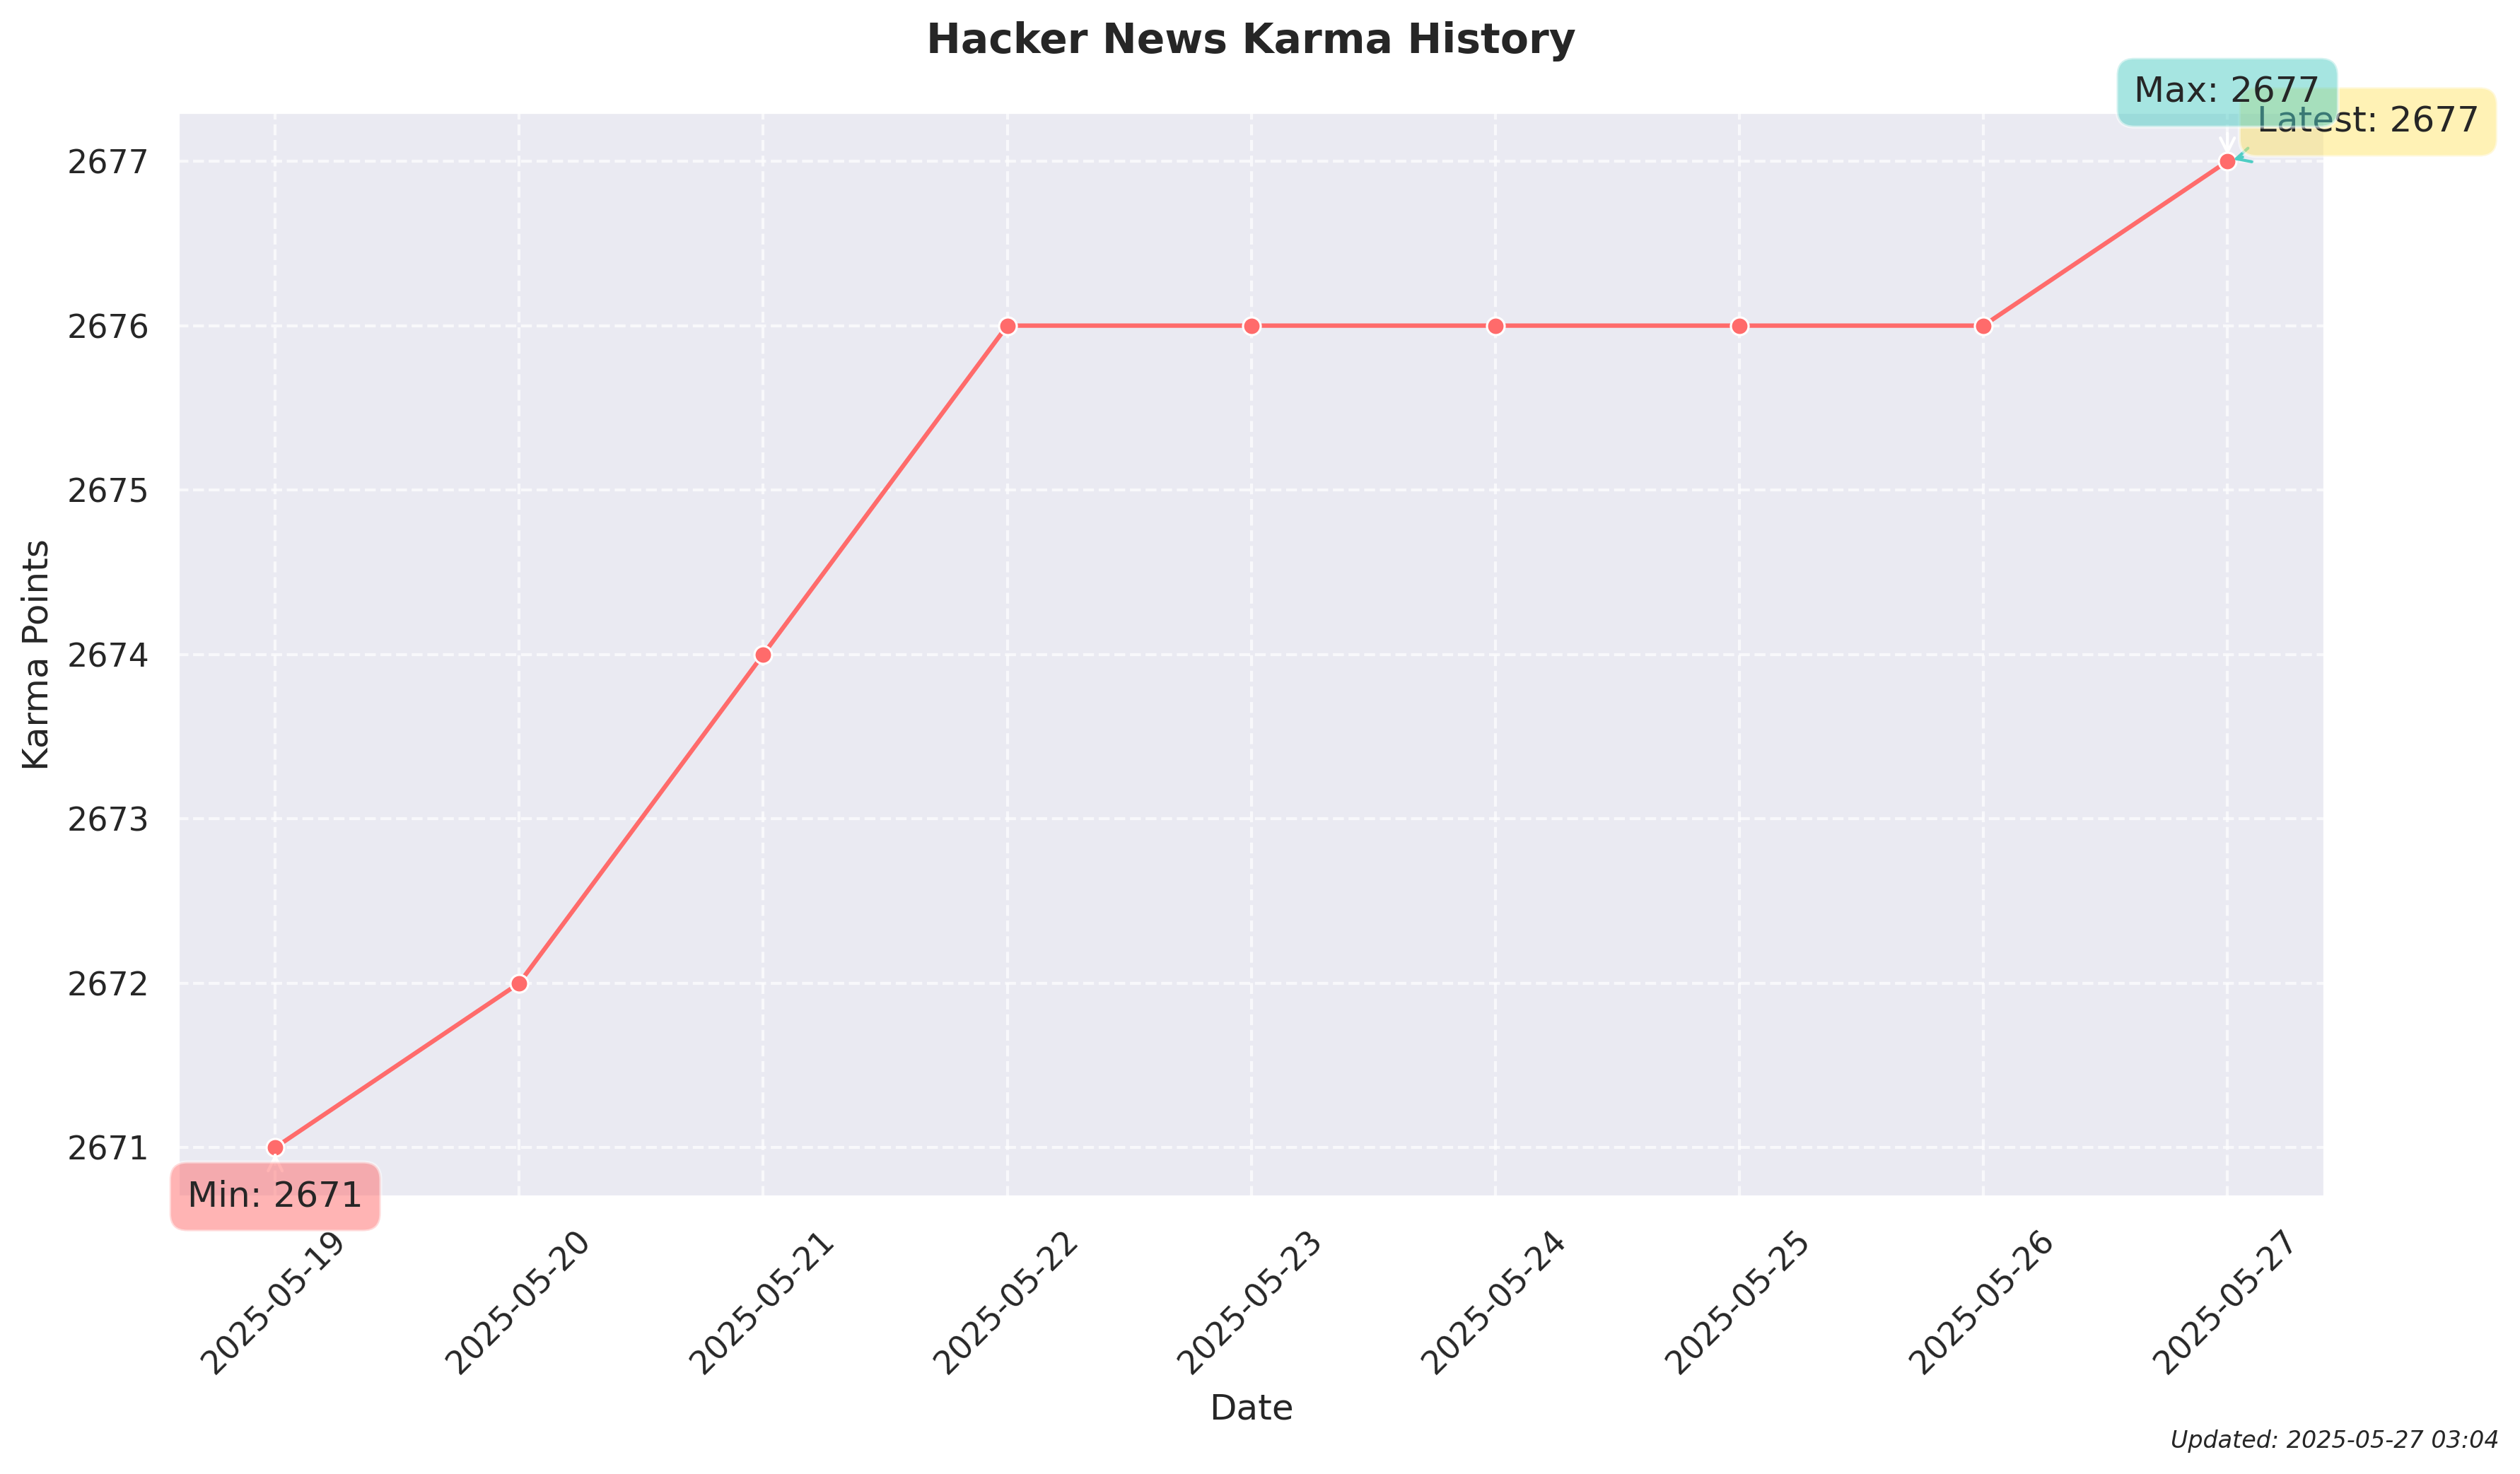 Hacker News Karma History
Max: 2677
Latest: 2677
2677
2676
2675
2674
2673
2672
2671
Karma Points
Min: 2671
2025-05-19
2025-05-20
2025-05-21
2025-05-22
2025-05-23
2025-05-24
2025-05-25
2025-05-26
2025-05-27
Date
Updated: 2025-05-27 03:04